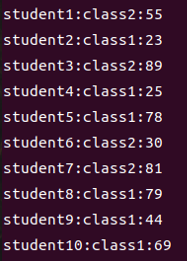 student1:class2:55
student2:class1:23
student3:class2:89
student4:class1:25
student5:class1:78
student6:class2:30
student7:class2:81
student8:class1:79
student9:class1:44
student10:class1:69